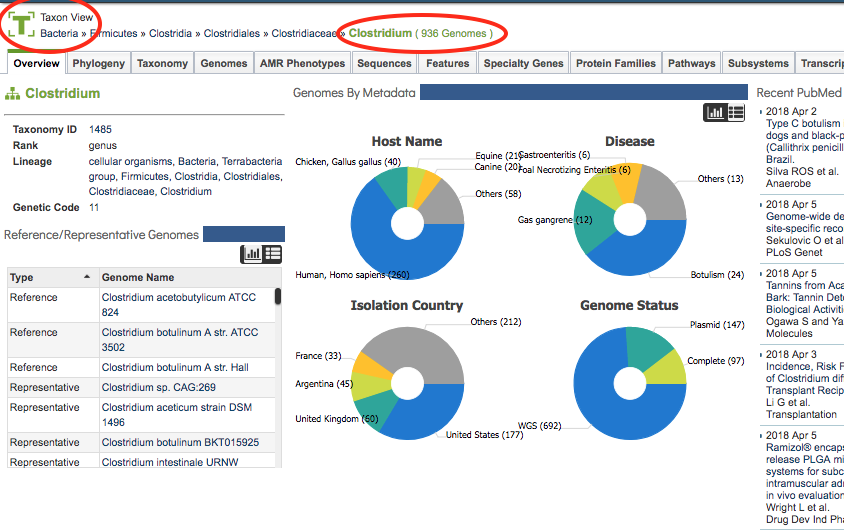 Taxon View
Bacteria » Firmicutes » Clostridia » Clostridiales » Clostridiaceae » Clostridium ( 936 Genomes )
Overview Phylogeny Taxonomy Genomes AMR Phenotypes Sequences Features Specialty Genes Protein Families Pathways Subsystems
Clostridium
Taxonomy ID 1485
Rank genus
Lineage cellular organisms, Bacteria, Terrabacteria
group, Firmicutes, Clostridia, Clostridiales,
Clostridiaceae, Clostridium
Genetic Code 11
Reference/Representative Genomes
Type Genome Name
Reference Clostridium acetobutylicum ATCC
824
Reference Clostridium botulinum A str. ATCC
3502
Reference Clostridium botulinum A str. Hall
Representative Clostridium sp. CAG:269
Representative Clostridium aceticum strain DSM
1496
Representative Clostridium botulinum BKT015925
Representative Clostridium intestinale URNW
Genomes By Metadata
Host Name
Chicken, Gallus gallus (40)
Equine (21)
Canine (20)
Others (58)
Human, Homo sapiens (260)
Disease
Gastroenteritis (6)
Foal Necrotizing Enteritis (6)
Others (13)
Gas gangrene (12)
Botulism (24)
Isolation Country
Others (212)
France (33)
Argentina (45)
United Kingdom (60)
United States (177)
Genome Status
Plasmid (147)
Complete (97)
WGS (692)
Recent PubMed
2018 Apr 2
Type C botulism
dogs and black-p
(Callithrix penicill
Brazil.
Silva ROS et al.
Anaerobe
2018 Apr 5
Genome-wide de
site-specific reco
Sekulovic O et al
PLoS Genet
2018 Apr 5
Tannins from Aca
Bark: Tannin Dete
Biological Activiti
Ogawa S and Ya
Molecules
2018 Apr 3
Incidence, Risk F
of Clostridium diff
Transplant Recip
Li G et al.
Transplantation
2018 Apr 5
Ramizol® encaps
release PLGA mi
systems for subc
intramuscular adr
in vivo evaluation
Wright L et al.
Drug Dev Ind Pha